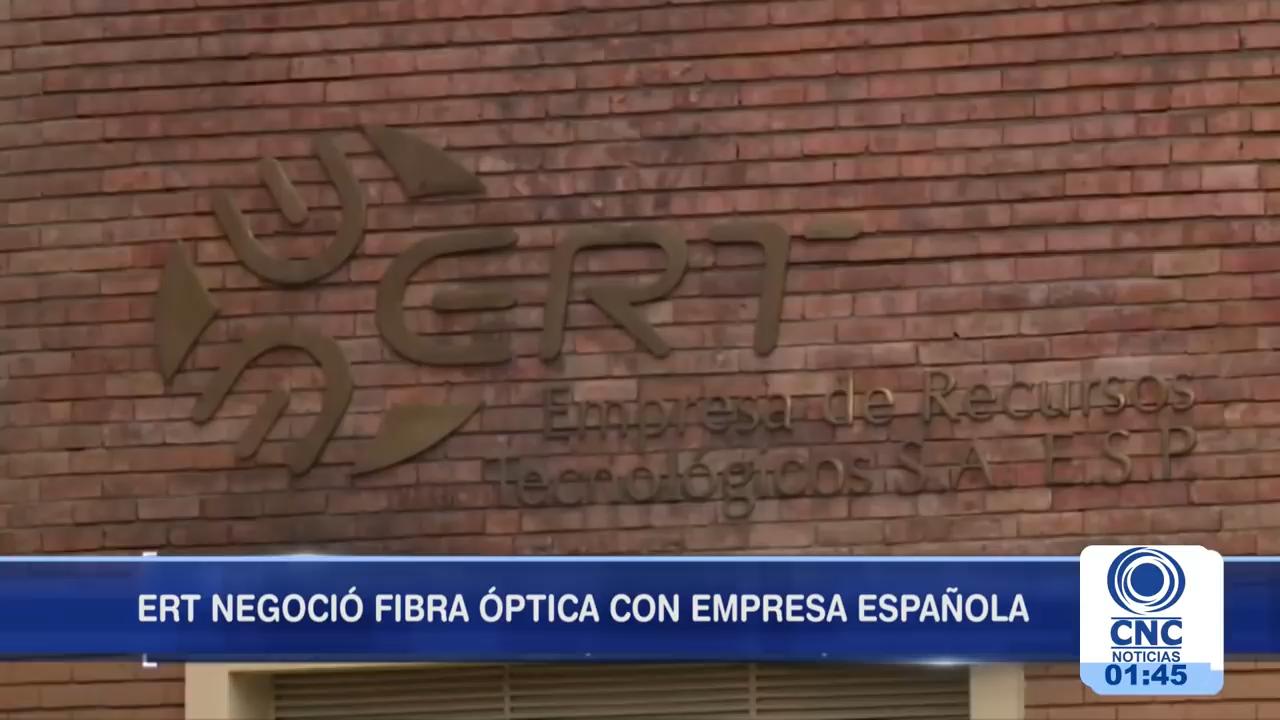 ERT
Empresa de Recursos
Tecnológicos S.A. E.S.P.
ERT NEGOCIÓ FIBRA ÓPTICA CON EMPRESA ESPAÑOLA
CNC
NOTICIAS
01:45